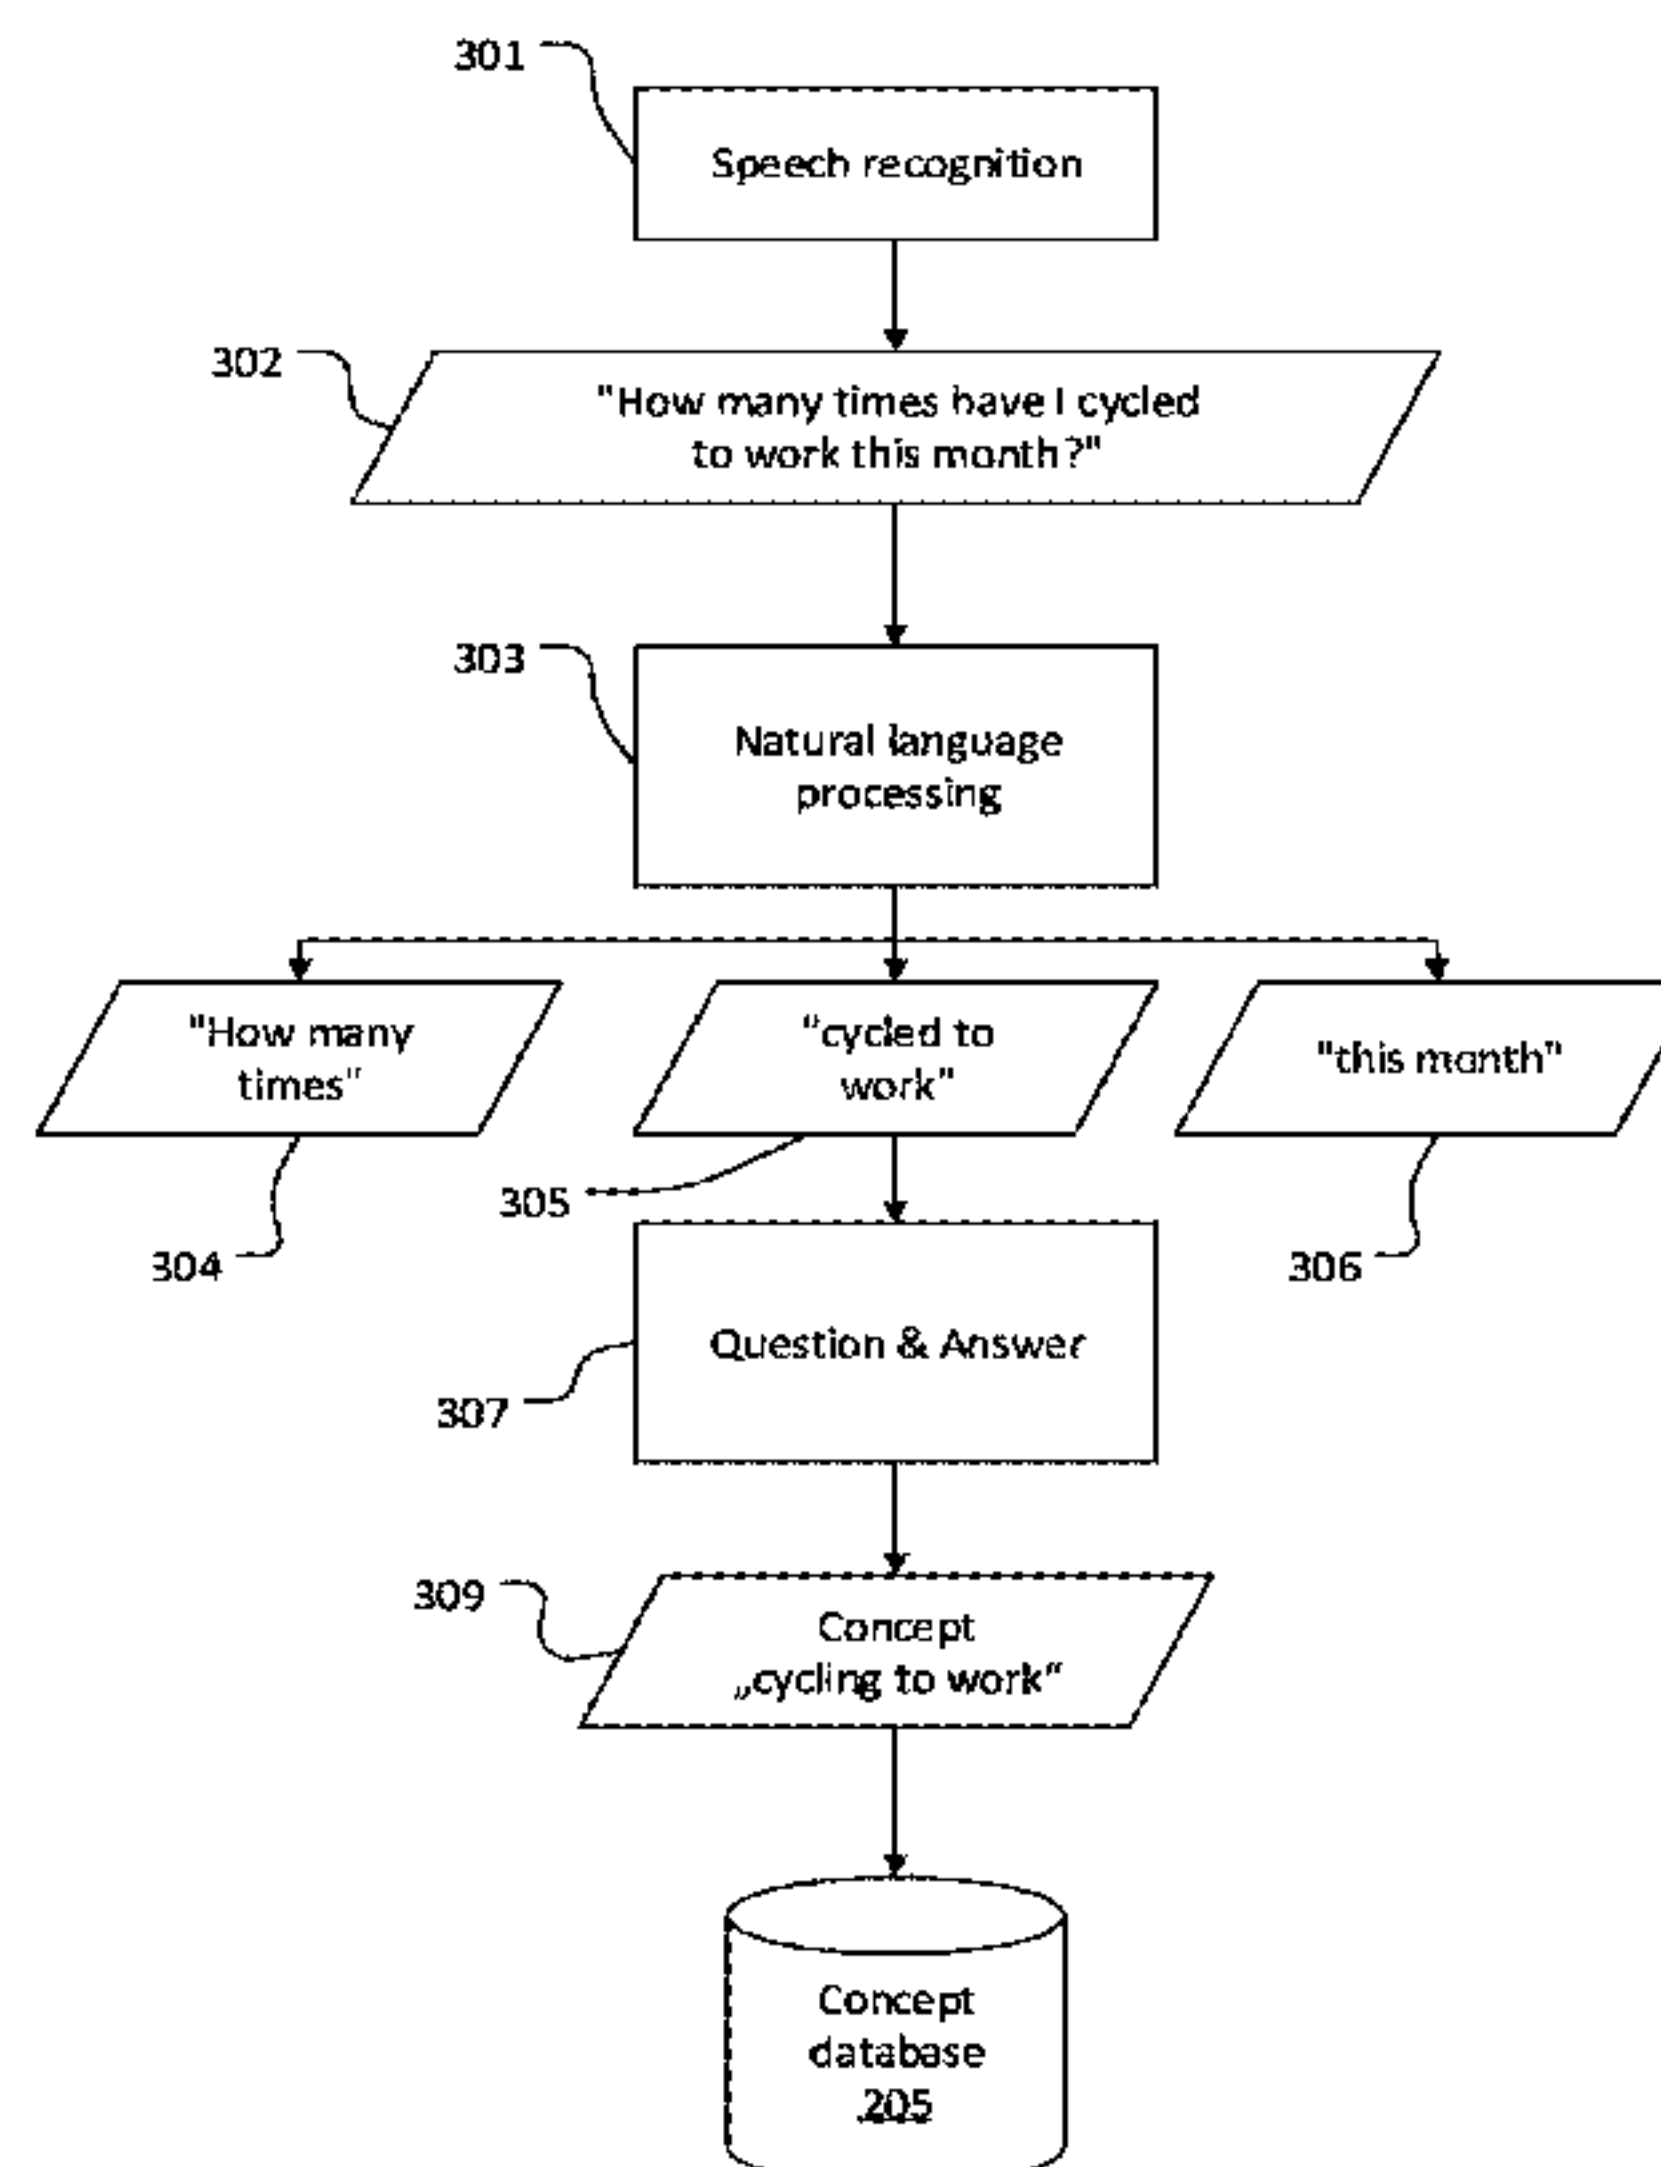 301
Speech recognition
302
"How many times have I cycled
to work this month?"
303
Natural language
processing
"How many
times"
"cycled to
work"
"this month"
305
304
306
Question & Answer
307
309
Concept
„cycling to work“
Concept
database
205